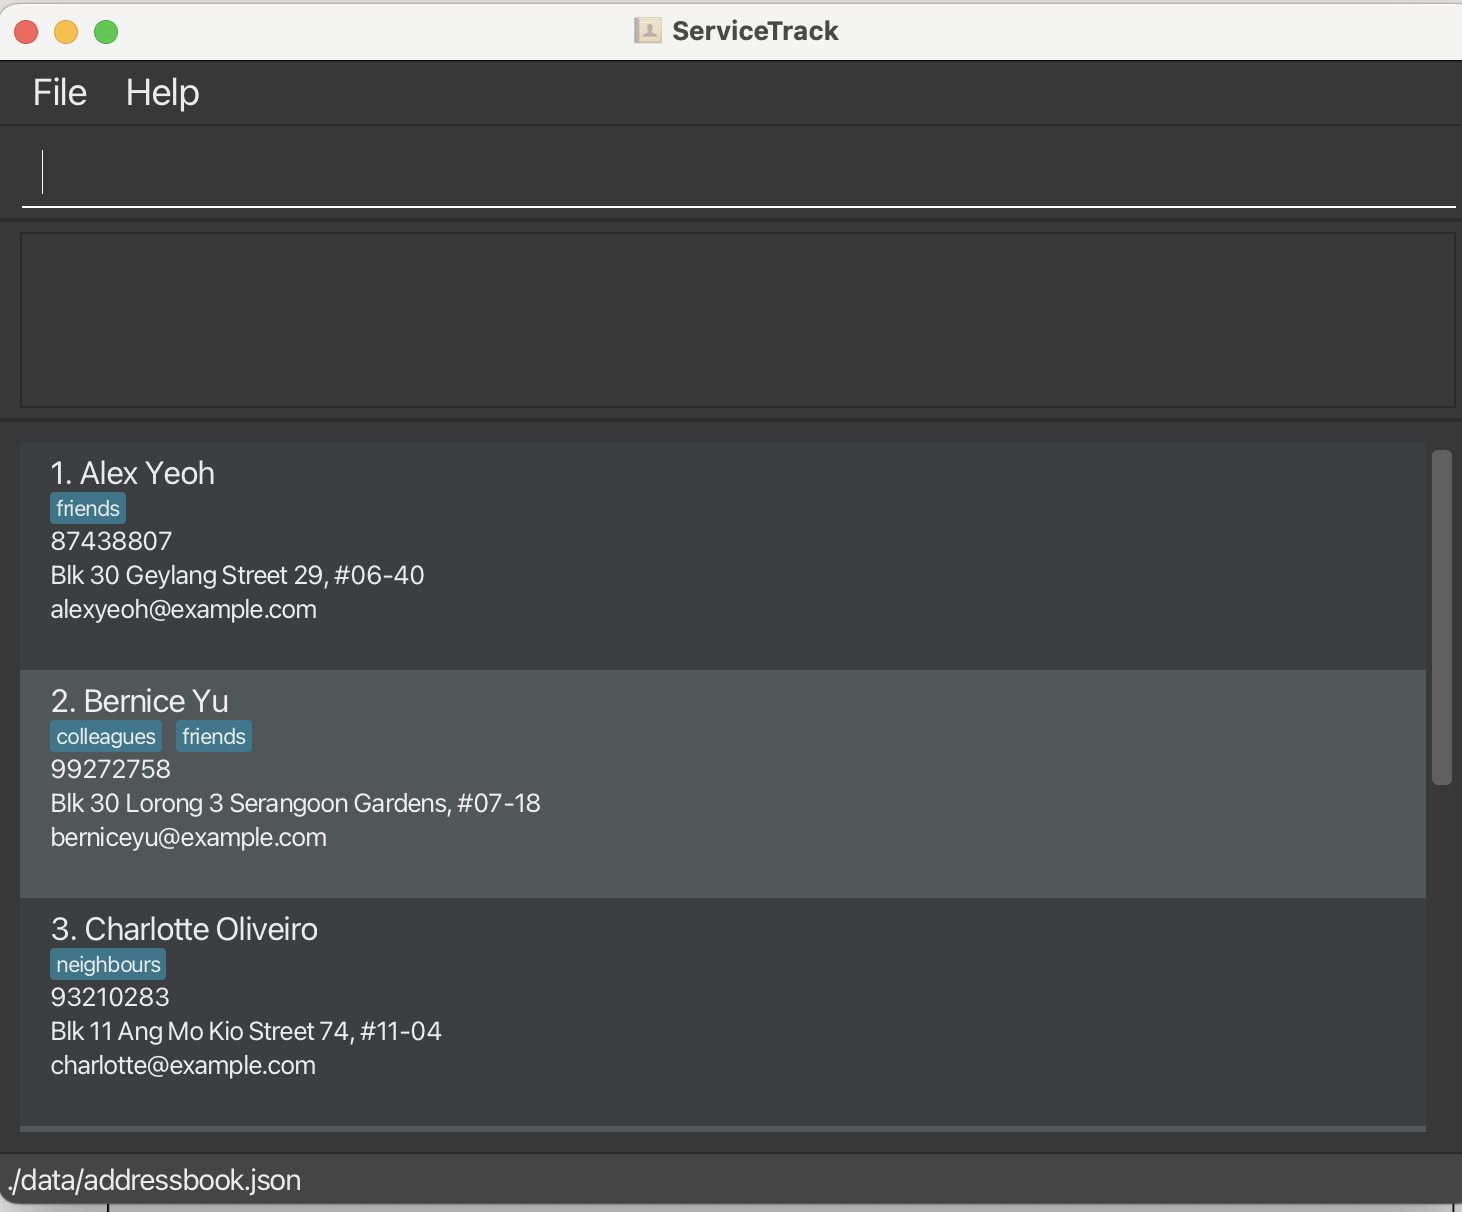 ServiceTrack
File Help
1. Alex Yeoh
friends
87438807
Blk 30 Geylang Street 29, #06-40
alexyeoh@example.com
2. Bernice Yu
colleagues friends
99272758
Blk 30 Lorong 3 Serangoon Gardens, #07-18
berniceyu@example.com
3. Charlotte Oliveiro
neighbours
93210283
Blk 11 Ang Mo Kio Street 74, #11-04
charlotte@example.com
./data/addressbook.json